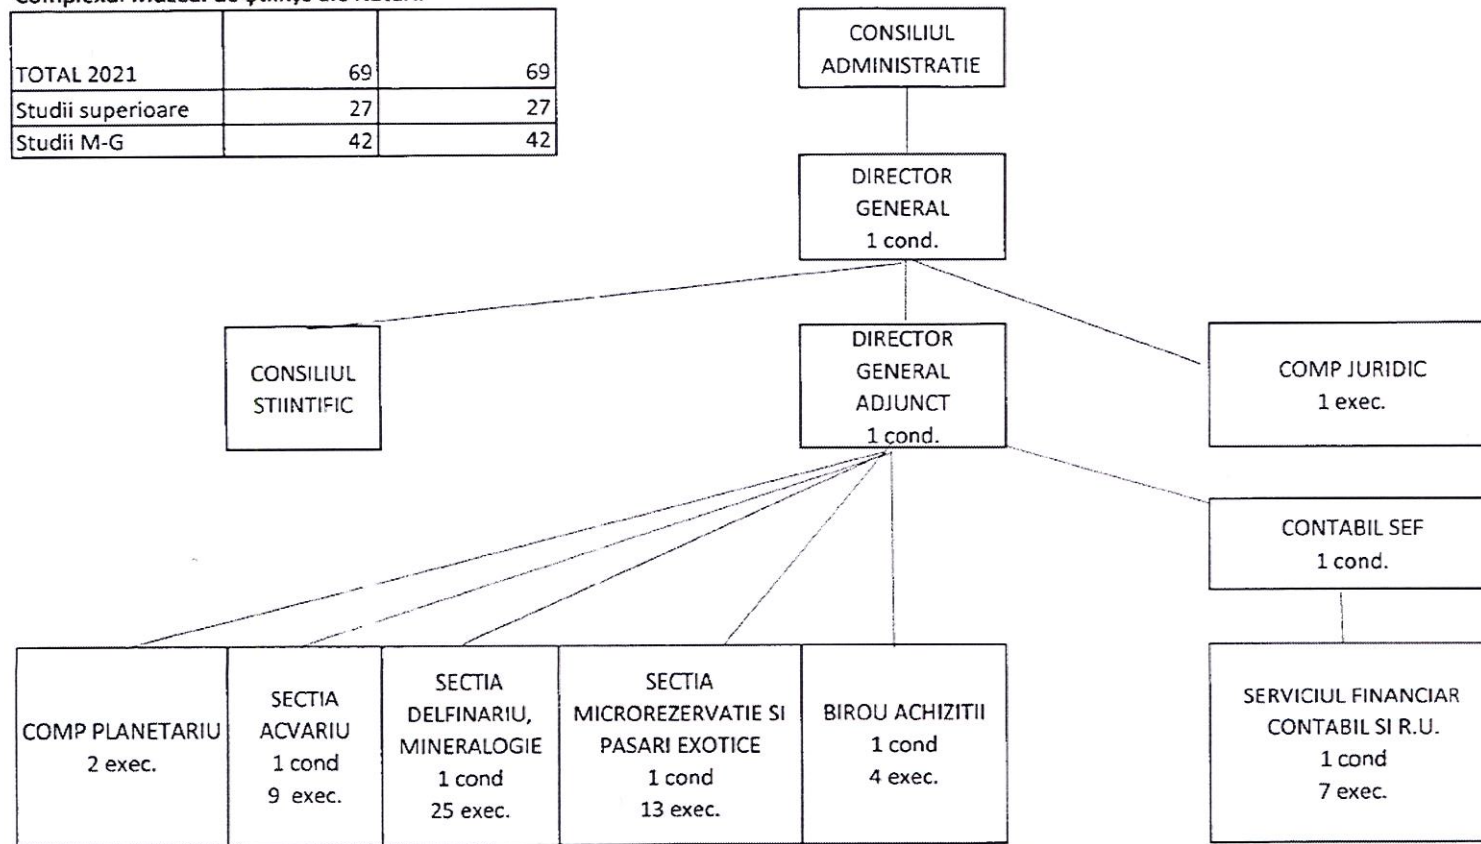 TOTAL 2021 69 69
Studii superioare 27 27
Studii M-G 42 42
CONSILIUL
ADMINISTRATIE
DIRECTOR
GENERAL
1 cond.
CONSILIUL
STIINTIFIC
DIRECTOR
GENERAL
ADJUNCT
1 cond.
COMP JURIDIC
1 exec.
CONTABIL SEF
1 cond.
COMP PLANETARIU
2 exec.
SECTIA
ACVARIU
1 cond
9 exec.
SECTIA
DELFINARIU,
MINERALOGIE
1 cond
25 exec.
SECTIA
MICROREZERVATIE SI
PASARI EXOTICE
1 cond
13 exec.
BIROU ACHIZITII
1 cond
4 exec.
SERVICIUL FINANCIAR
CONTABIL SI R.U.
1 cond
7 exec.